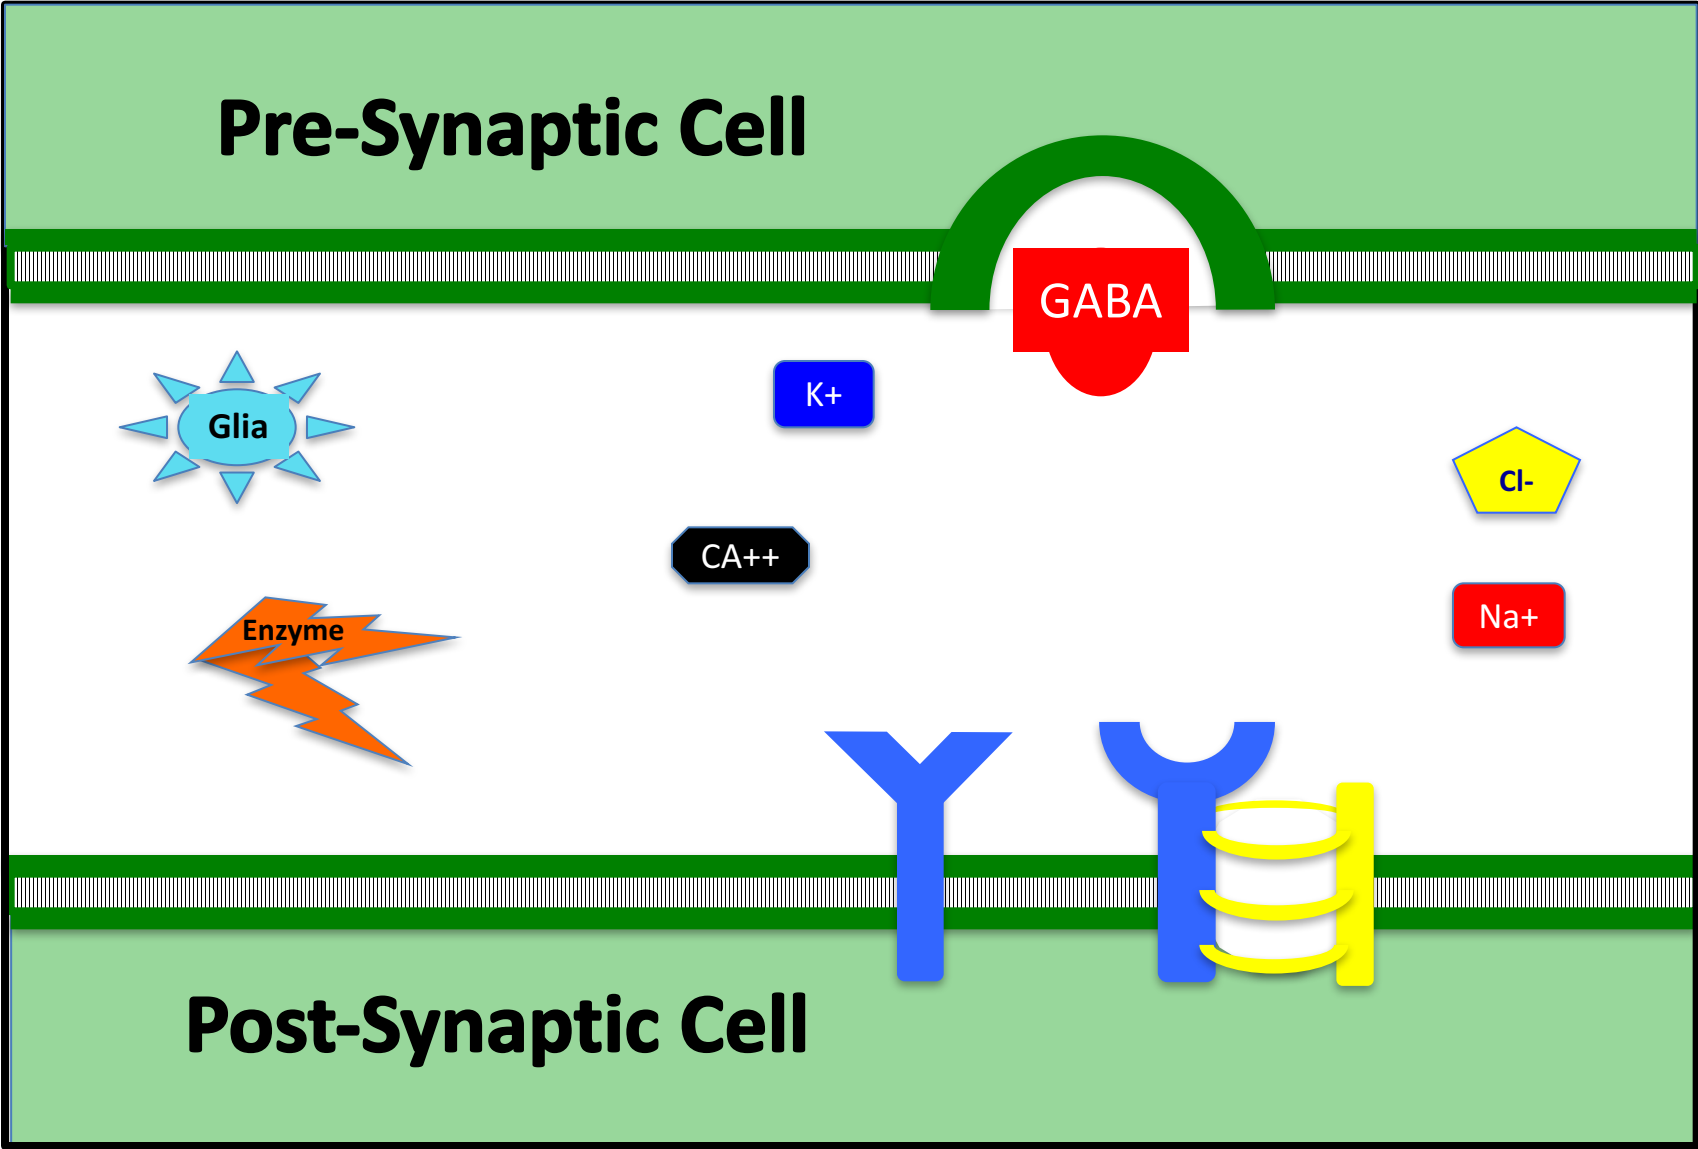 Pre-Synaptic Cell
GABA
K+
Glia
Cl-
CA++
Na+
Enzyme
Post-Synaptic Cell